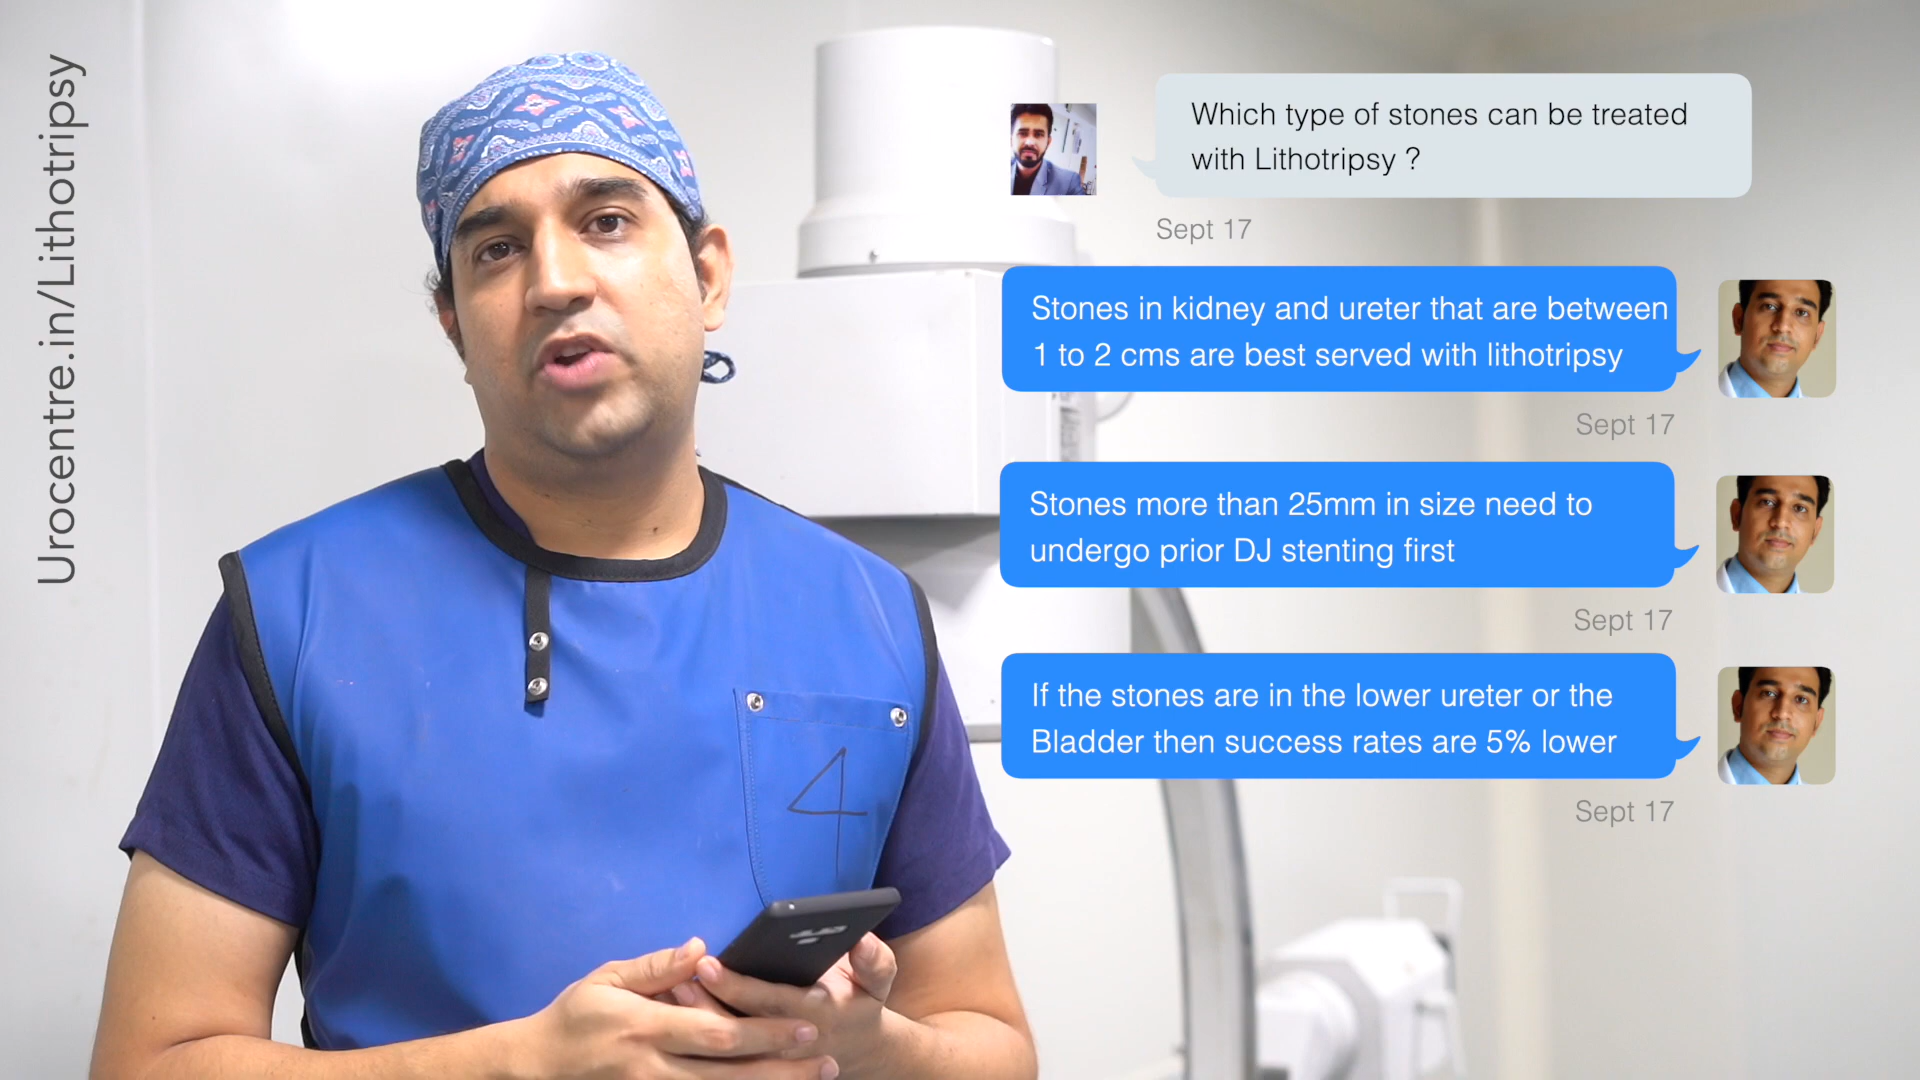 Urocentre.in/Lithotripsy
Which type of stones can be treated
with Lithotripsy ?
Sept 17
Stones in kidney and ureter that are between
1 to 2 cms are best served with lithotripsy
Sept 17
Stones more than 25mm in size need to
undergo prior DJ stenting first
Sept 17
If the stones are in the lower ureter or the
Bladder then success rates are 5% lower
Sept 17
4